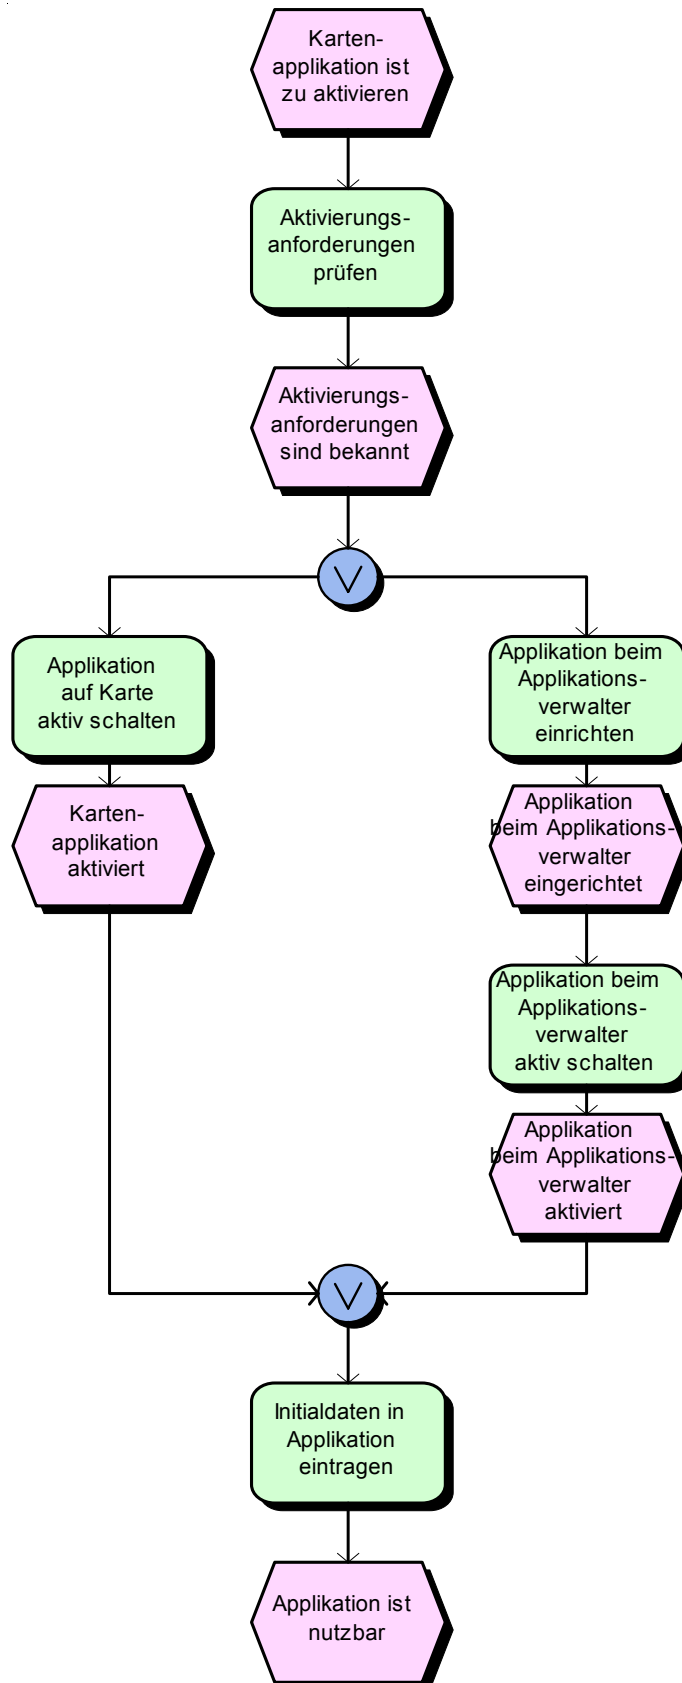 Karten-
applikation ist
zu aktivieren
Aktivierungs-
anforderungen
prüfen
Aktivierungs-
anforderungen
sind bekannt
Applikation
auf Karte
aktiv schalten
Karten-
applikation
aktiviert
Applikation beim
Applikations-
verwalter
einrichten
Applikation
beim Applikations-
verwalter
eingerichtet
Applikation beim
Applikations-
verwalter
aktiv schalten
Applikation
beim Applikations-
verwalter
aktiviert
Initialdaten in
Applikation
eintragen
Applikation ist
nutzbar